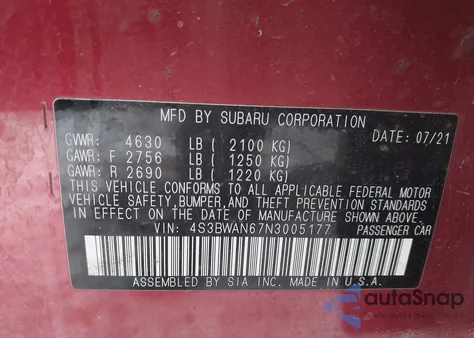 MFD BY SUBARU CORPORATION
GVWR: 4630 LB ( 2100 KG) DATE: 07/21
GAWR: F 2756 LB ( 1250 KG)
GAWR: R 2690 LB ( 1220 KG)
THIS VEHICLE CONFORMS TO ALL APPLICABLE FEDERAL MOTOR
VEHICLE SAFETY, BUMPER, AND THEFT PREVENTION STANDARDS
IN EFFECT ON THE DATE OF MANUFACTURE SHOWN ABOVE.
VIN: 4S3BWAN67N3005177 PASSENGER CAR
ASSEMBLED BY SIA INC. MADE IN U.S.A.
autaSnap